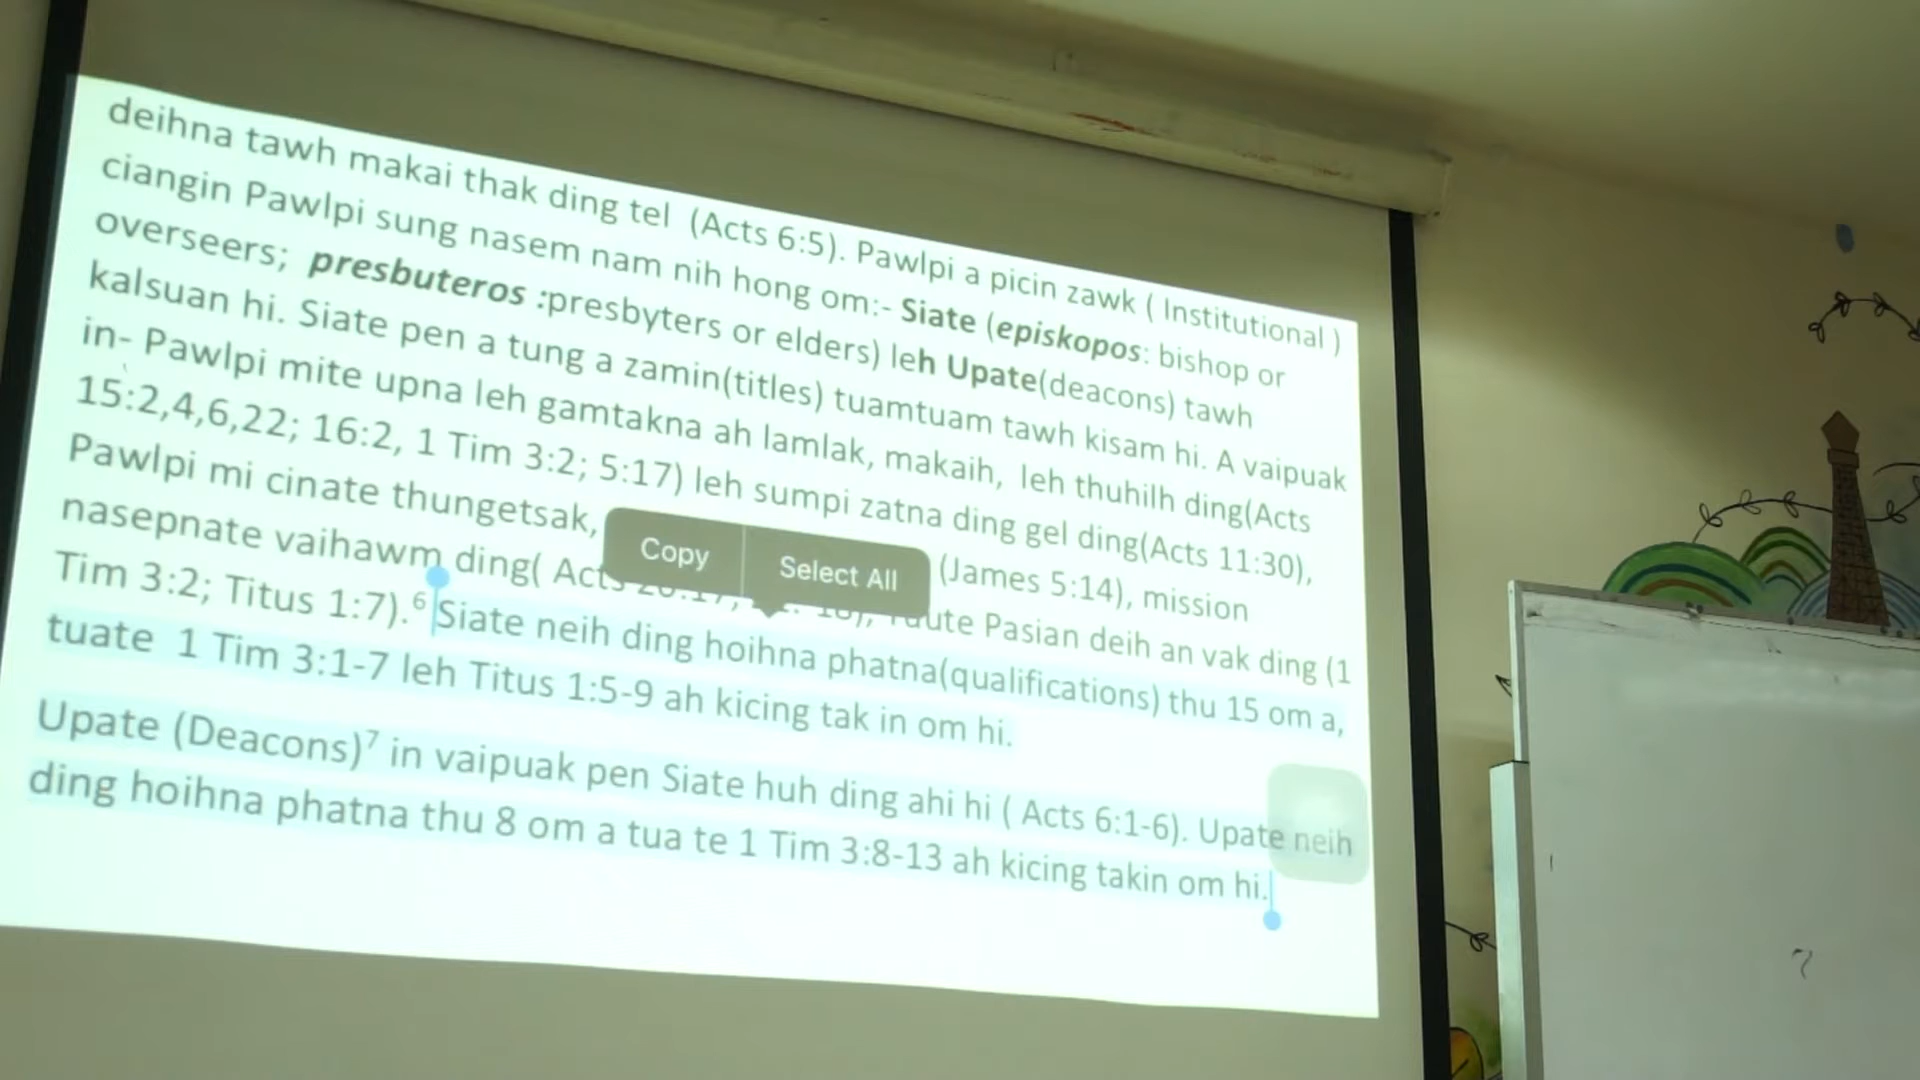 deihna tawh makai thak ding tel (Acts 6:5). Pawlpi a picin zawk ( Institutional )
ciangin Pawlpi sung nasem nam nih hong om:- Siate (episkopos: bishop or
overseers; presbuteros :presbyters or elders) leh Upate(deacons) tawh
kalsuan hi. Siate pen a tung a zamin(titles) tuamtuam tawh kisam hi. A vaipuak
in- Pawlpi mite upna leh gamtakna ah lamlak, makaih, leh thuhilh ding(Acts
15:2,4,6,22; 16:2, 1 Tim 3:2; 5:17) leh sumpi zatna ding gel ding(Acts 11:30),
Pawlpi mi cinate thungetsak, (James 5:14), mission
nasepnate vaihawm ding( Acts Pasian deih an vak ding (1
Tim 3:2; Titus 1:7).⁶ Siate neih ding hoihna phatna(qualifications) thu 15 om a,
tuate 1 Tim 3:1-7 leh Titus 1:5-9 ah kicing tak in om hi.
Upate (Deacons)⁷ in vaipuak pen Siate huh ding ahi hi ( Acts 6:1-6). Upate neih
ding hoihna phatna thu 8 om a tua te 1 Tim 3:8-13 ah kicing takin om hi.
Copy
Select All